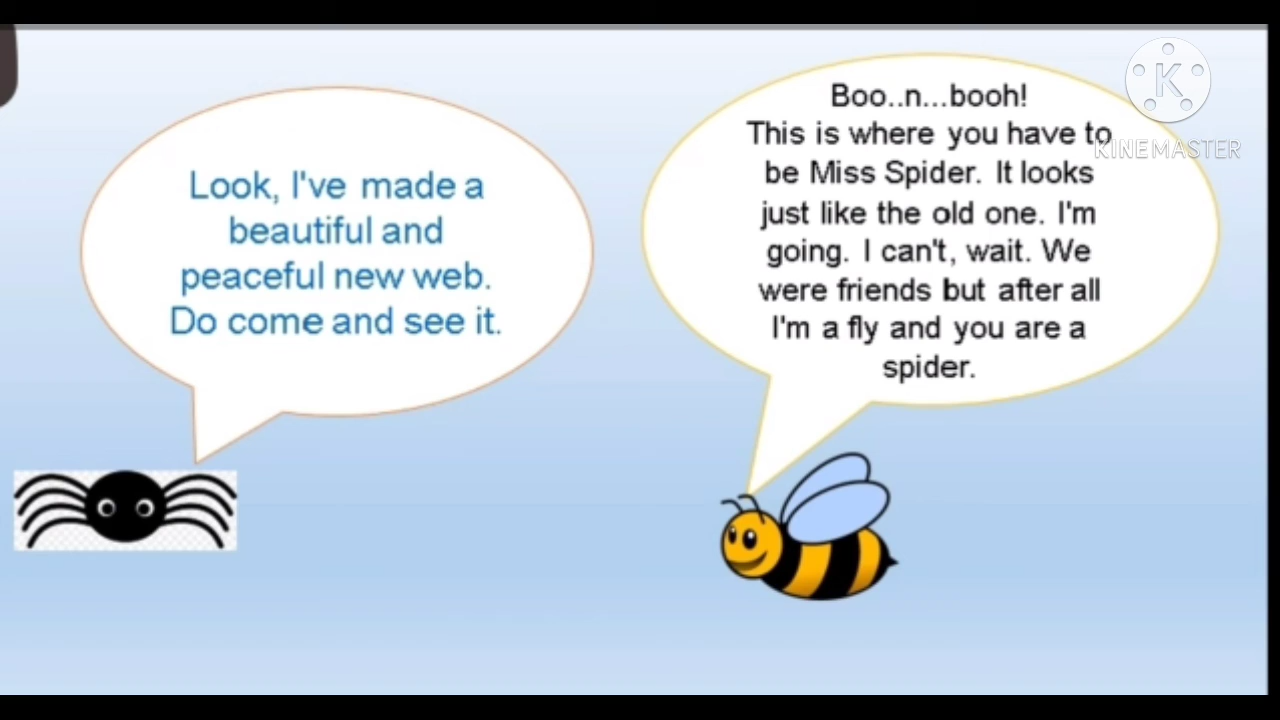 Look, I've made a
beautiful and
peaceful new web.
Do come and see it.
Boo..n...booh!
This is where you have to
be Miss Spider. It looks
just like the old one. I'm
going. I can't, wait. We
were friends but after all
I'm a fly and you are a
spider.
K
KINEMASTER